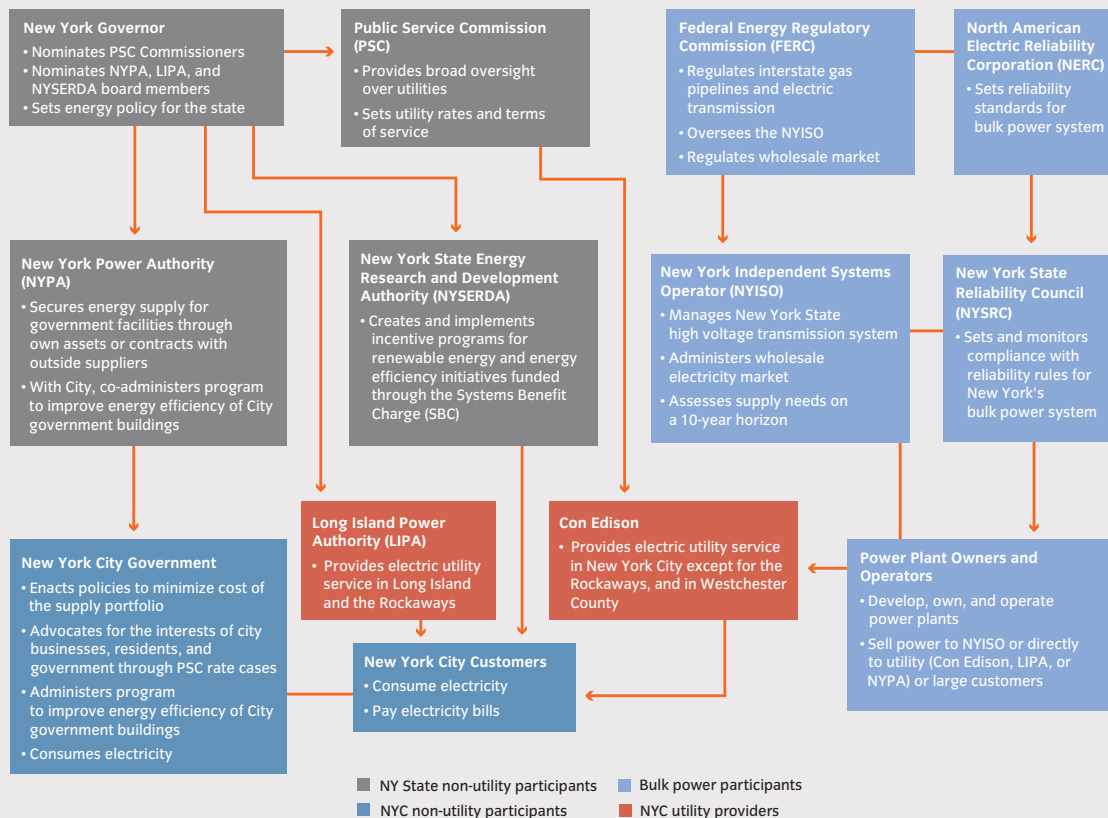 New York Governor
• Nominates PSC Commissioners
• Nominates NYPA, LIPA, and
NYSERDA board members
• Sets energy policy for the state
Public Service Commission
(PSC)
• Provides broad oversight
over utilities
• Sets utility rates and terms
of service
Federal Energy Regulatory
Commission (FERC)
• Regulates interstate gas
pipelines and electric
transmission
• Oversees the NYISO
• Regulates wholesale market
North American
Electric Reliability
Corporation (NERC)
• Sets reliability
standards for
bulk power system
New York Power Authority
(NYPA)
• Secures energy supply for
government facilities through
own assets or contracts with
outside suppliers
• With City, co-administers program
to improve energy efficiency of City
government buildings
New York State Energy
Research and Development
Authority (NYSERDA)
• Creates and implements
incentive programs for
renewable energy and energy
efficiency initiatives funded
through the Systems Benefit
Charge (SBC)
New York Independent Systems
Operator (NYISO)
• Manages New York State
high voltage transmission system
• Administers wholesale
electricity market
• Assesses supply needs on
a 10-year horizon
New York State
Reliability Council
(NYSRC)
• Sets and monitors
compliance with
reliability rules for
New York's
bulk power system
New York City Government
• Enacts policies to minimize cost of
the supply portfolio
• Advocates for the interests of city
businesses, residents, and
government through PSC rate cases
• Administers program
to improve energy efficiency of City
government buildings
• Consumes electricity
Long Island Power
Authority (LIPA)
• Provides electric utility
service in Long Island
and the Rockaways
Con Edison
• Provides electric utility service
in New York City except for the
Rockaways, and in Westchester
County
Power Plant Owners and
Operators
• Develop, own, and operate
power plants
• Sell power to NYISO or directly
to utility (Con Edison, LIPA, or
NYPA) or large customers
New York City Customers
• Consume electricity
• Pay electricity bills
NY State non-utility participants
Bulk power participants
NYC non-utility participants
NYC utility providers